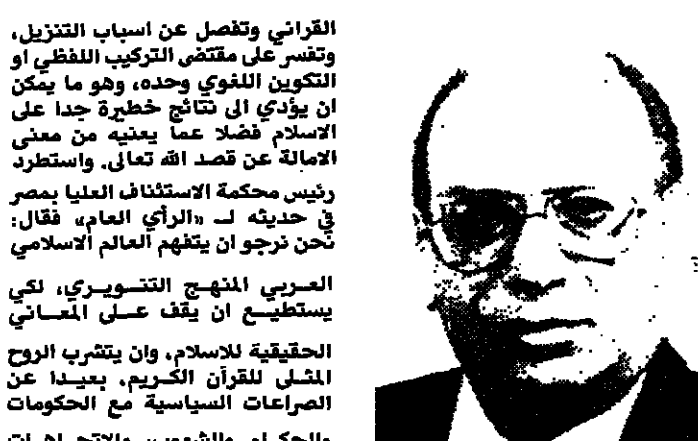 القراني وتفصل عن اسباب التنزيل،
وتفسر على مقتضى التركيب اللفظي او
التكوين اللغوي وحده، وهو ما يمكن
ان يؤدي الى نتائج خطيرة جدا على
الاسلام فضلا عما يعنيه من معنى
الامالة عن قصد الله تعالى. واستطرد
رئيس محكمة الاستئناف العليا بمصر
في حديثه لـ «الرأي العام» فقال:
نحن نرجو ان يتفهم العالم الاسلامي
العربي المنهج التنويري، لكي
يستطيع ان يقف على المعاني
الحقيقية للاسلام، وان يتشرب الروح
المثلى للقرآن الكريم، بعيدا عن
الصراعات السياسية مع الحكومات